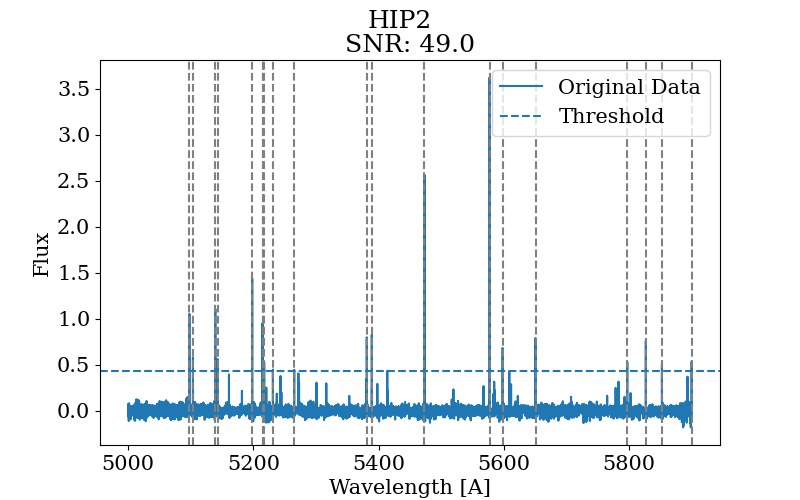 HIP2
SNR: 49.0
Original Data
Threshold
3.5
3.0
2.5
2.0
1.5
1.0
0.5
0.0
Flux
5000 5200 5400 5600 5800
Wavelength [A]